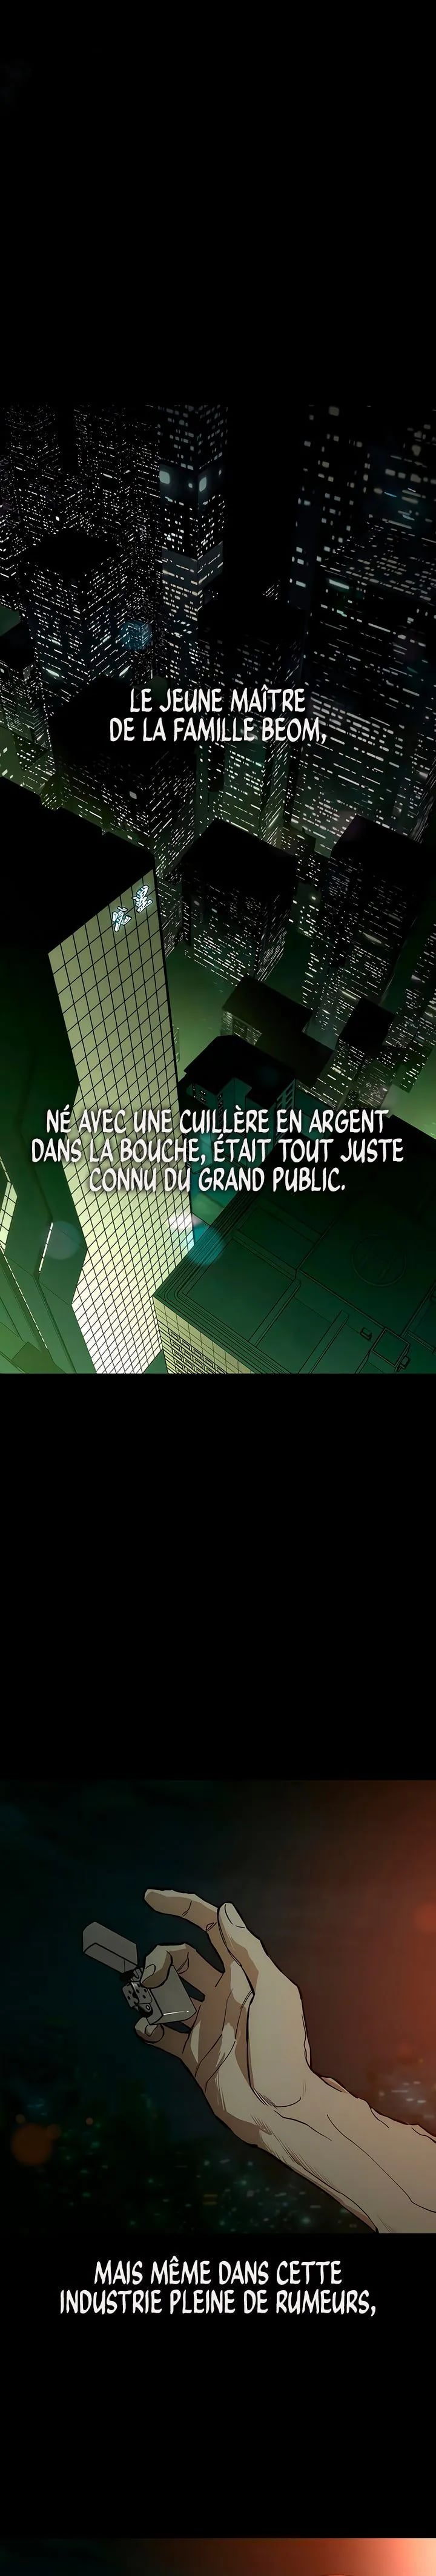 LE JEUNE MAÎTRE
DE LA FAMILLE BEOM,
NÉ AVEC UNE CUILLÈRE EN ARGENT
DANS LA BOUCHE, ÉTAIT TOUT JUSTE
CONNU DU GRAND PUBLIC.
MAIS MÊME DANS CETTE
INDUSTRIE PLEINE DE RUMEURS,